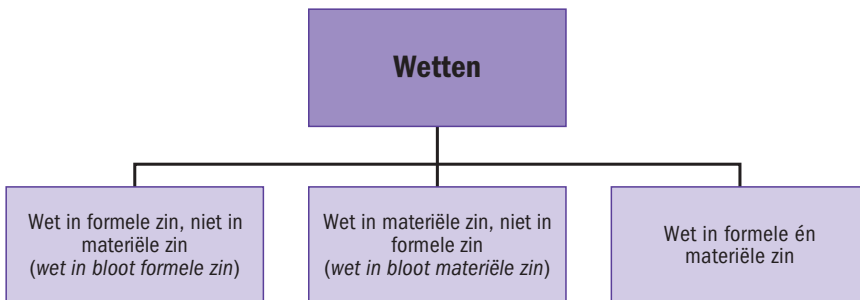 Wetten
Wet in formele zin, niet in
materiële zin
(wet in bloot formele zin)
Wet in materiële zin, niet in
formele zin
(wet in bloot materiële zin)
Wet in formele én
materiële zin